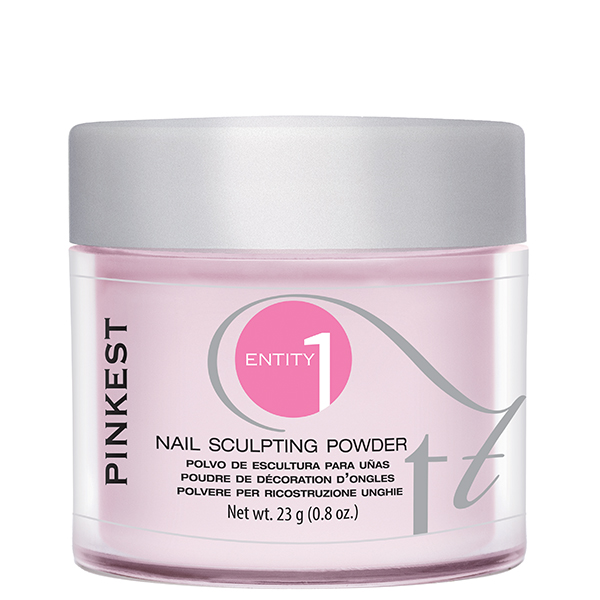 PINKEST
ENTITY 1
tt
NAIL SCULPTING POWDER
POLVO DE ESCULTURA PARA UÑAS
POUDRE DE DÉCORATION D'ONGLES
POLVERE PER RICOSTRUZIONE UNGHIE
Net wt. 23 g (0.8 oz.)